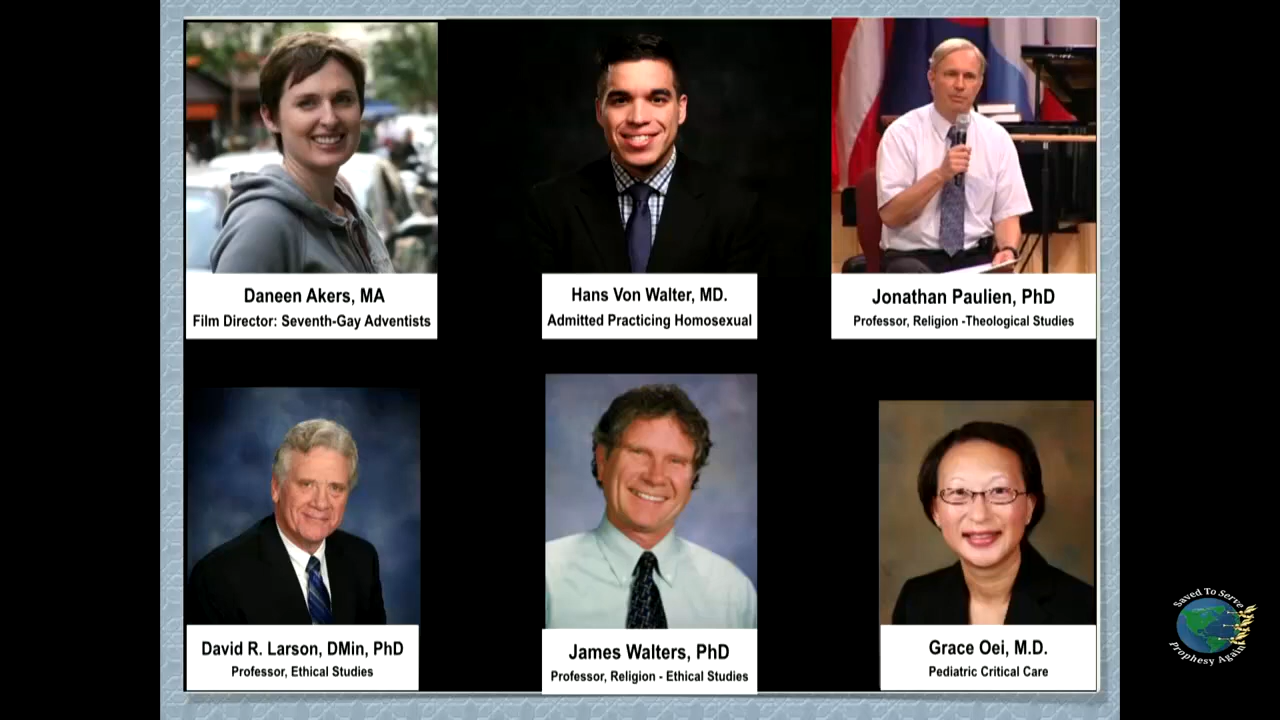 Daneen Akers, MA
Film Director: Seventh-Gay Adventists
Hans Von Walter, MD.
Admitted Practicing Homosexual
Jonathan Paulien, PhD
Professor, Religion -Theological Studies
David R. Larson, DMin, PhD
Professor, Ethical Studies
James Walters, PhD
Professor, Religion - Ethical Studies
Grace Oei, M.D.
Pediatric Critical Care
Saved To Serve
Prophesy Again